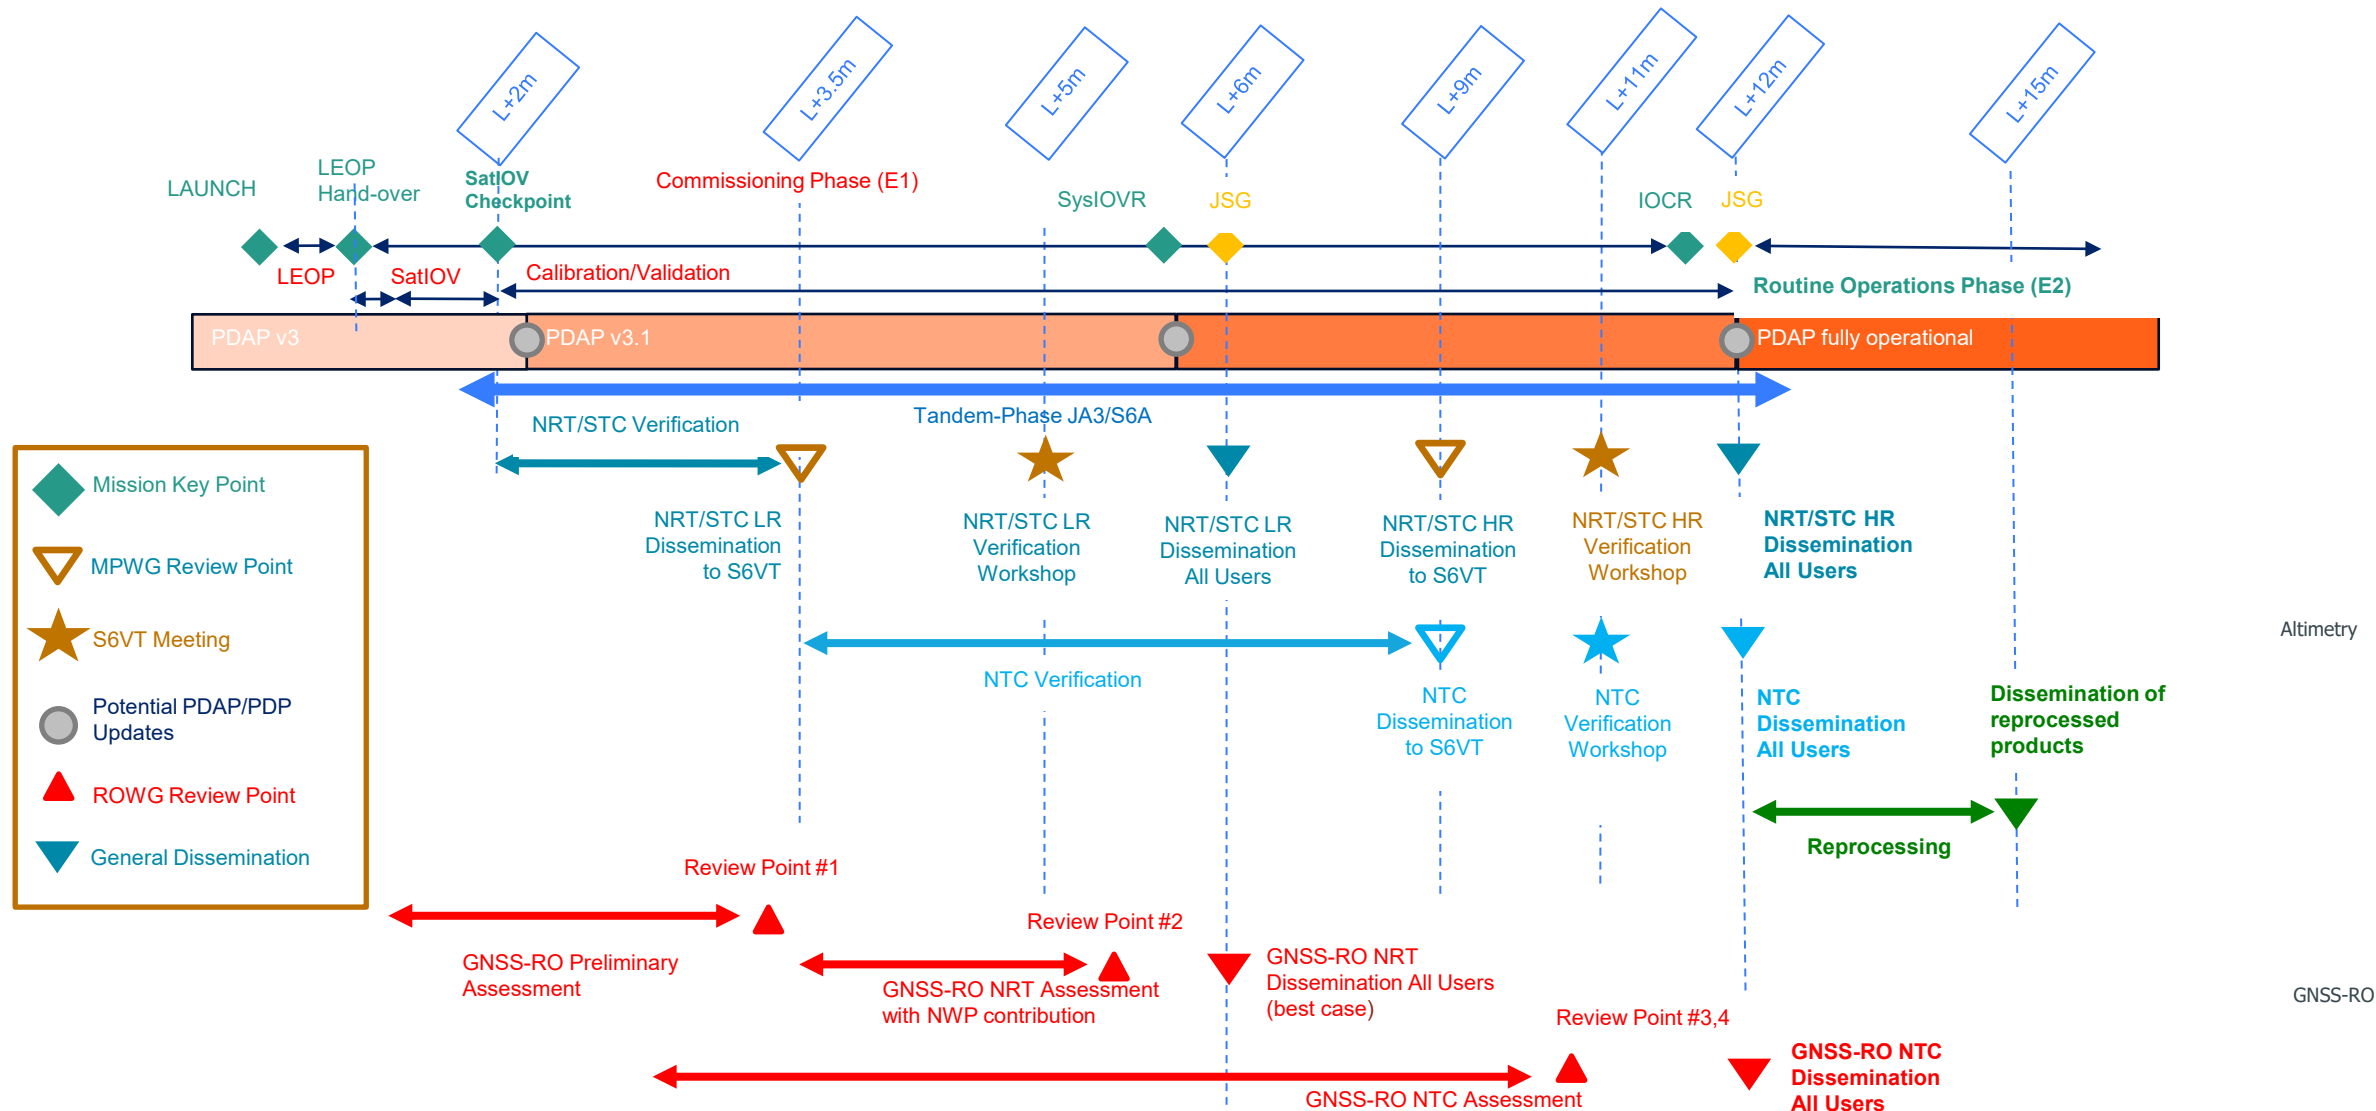 L+2m
L+3.5m
L+5m
L+6m
L+9m
L+11m
L+12m
L+15m
LAUNCH
LEOP
Hand-over
SatIOV
Checkpoint
Commissioning Phase (E1)
SysIOVR
JSG
IOCR
JSG
LEOP
SatIOV
Calibration/Validation
Routine Operations Phase (E2)
PDAP v3
PDAP v3.1
PDAP fully operational
Tandem-Phase JA3/S6A
NRT/STC Verification
Mission Key Point
MPWG Review Point
S6VT Meeting
Potential PDAP/PDP
Updates
ROWG Review Point
General Dissemination
NRT/STC LR
Dissemination
to S6VT
NRT/STC LR
Verification
Workshop
NRT/STC LR
Dissemination
All Users
NRT/STC HR
Dissemination
to S6VT
NRT/STC HR
Verification
Workshop
NRT/STC HR
Dissemination
All Users
Altimetry
NTC Verification
NTC
Dissemination
to S6VT
NTC
Verification
Workshop
NTC
Dissemination
All Users
Dissemination of
reprocessed
products
Reprocessing
Review Point #1
GNSS-RO Preliminary
Assessment
Review Point #2
GNSS-RO NRT Assessment
with NWP contribution
GNSS-RO NRT
Dissemination All Users
(best case)
GNSS-RO
Review Point #3,4
GNSS-RO NTC Assessment
GNSS-RO NTC
Dissemination
All Users